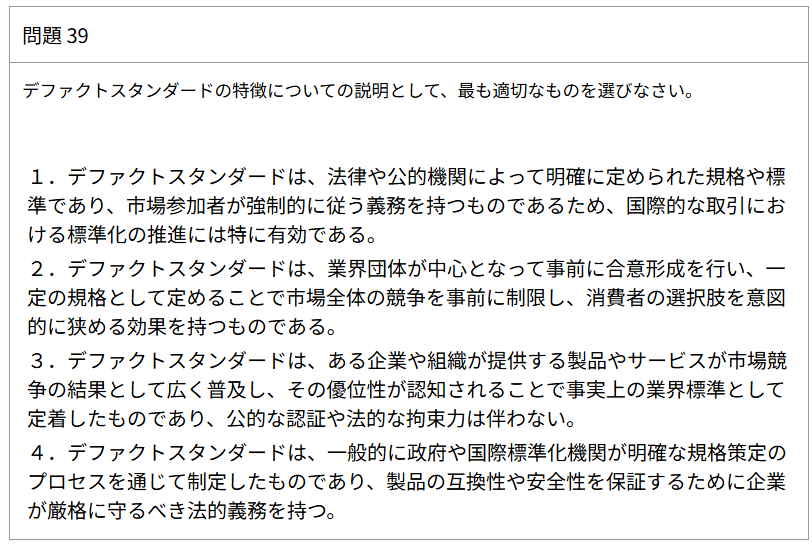 問題 39
デファクトスタンダードの特徴についての説明として、最も適切なものを選びなさい。
１．デファクトスタンダードは、法律や公的機関によって明確に定められた規格や標
準であり、市場参加者が強制的に従う義務を持つものであるため、国際的な取引にお
ける標準化の推進には特に有効である。
２．デファクトスタンダードは、業界団体が中心となって事前に合意形成を行い、一
定の規格として定めることで市場全体の競争を事前に制限し、消費者の選択肢を意図
的に狭める効果を持つものである。
３．デファクトスタンダードは、ある企業や組織が提供する製品やサービスが市場競
争の結果として広く普及し、その優位性が認知されることで事実上の業界標準として
定着したものであり、公的な認証や法的な拘束力は伴わない。
４．デファクトスタンダードは、一般的に政府や国際標準化機関が明確な規格策定の
プロセスを通じて制定したものであり、製品の互換性や安全性を保証するために企業
が厳格に守るべき法的義務を持つ。